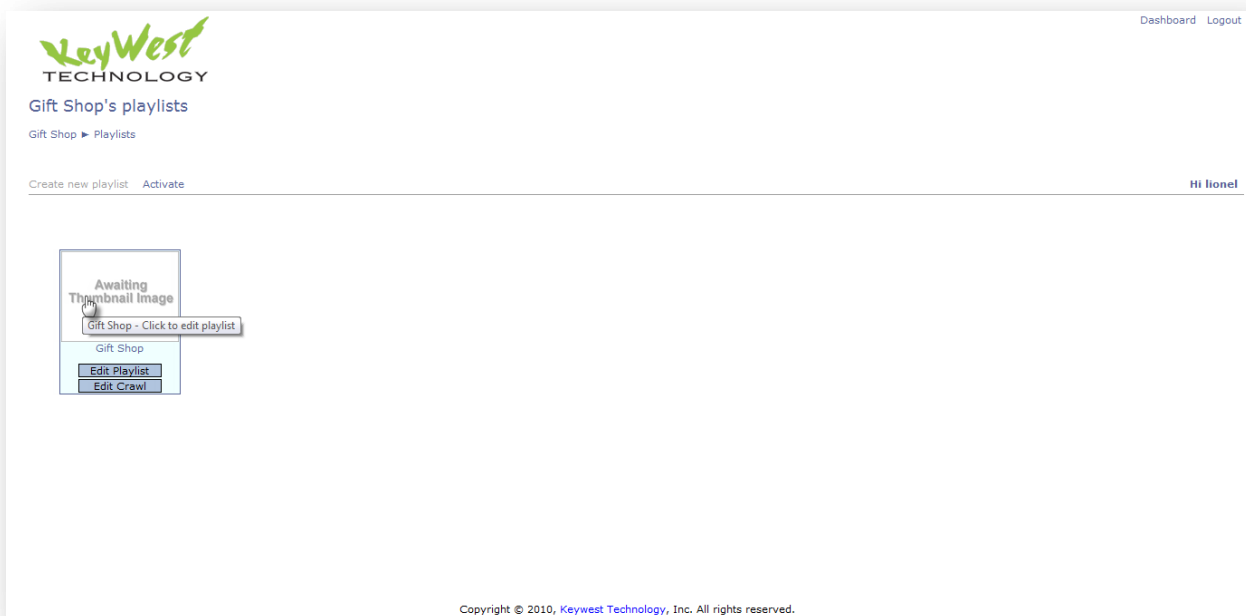 Dashboard Logout
KeyWest
TECHNOLOGY
Gift Shop's playlists
Gift Shop ► Playlists
Create new playlist Activate Hi lionel
Awaiting
Thumbnail Image
Gift Shop - Click to edit playlist
Gift Shop
Edit Playlist
Edit Crawl
Copyright © 2010, Keywest Technology, Inc. All rights reserved.